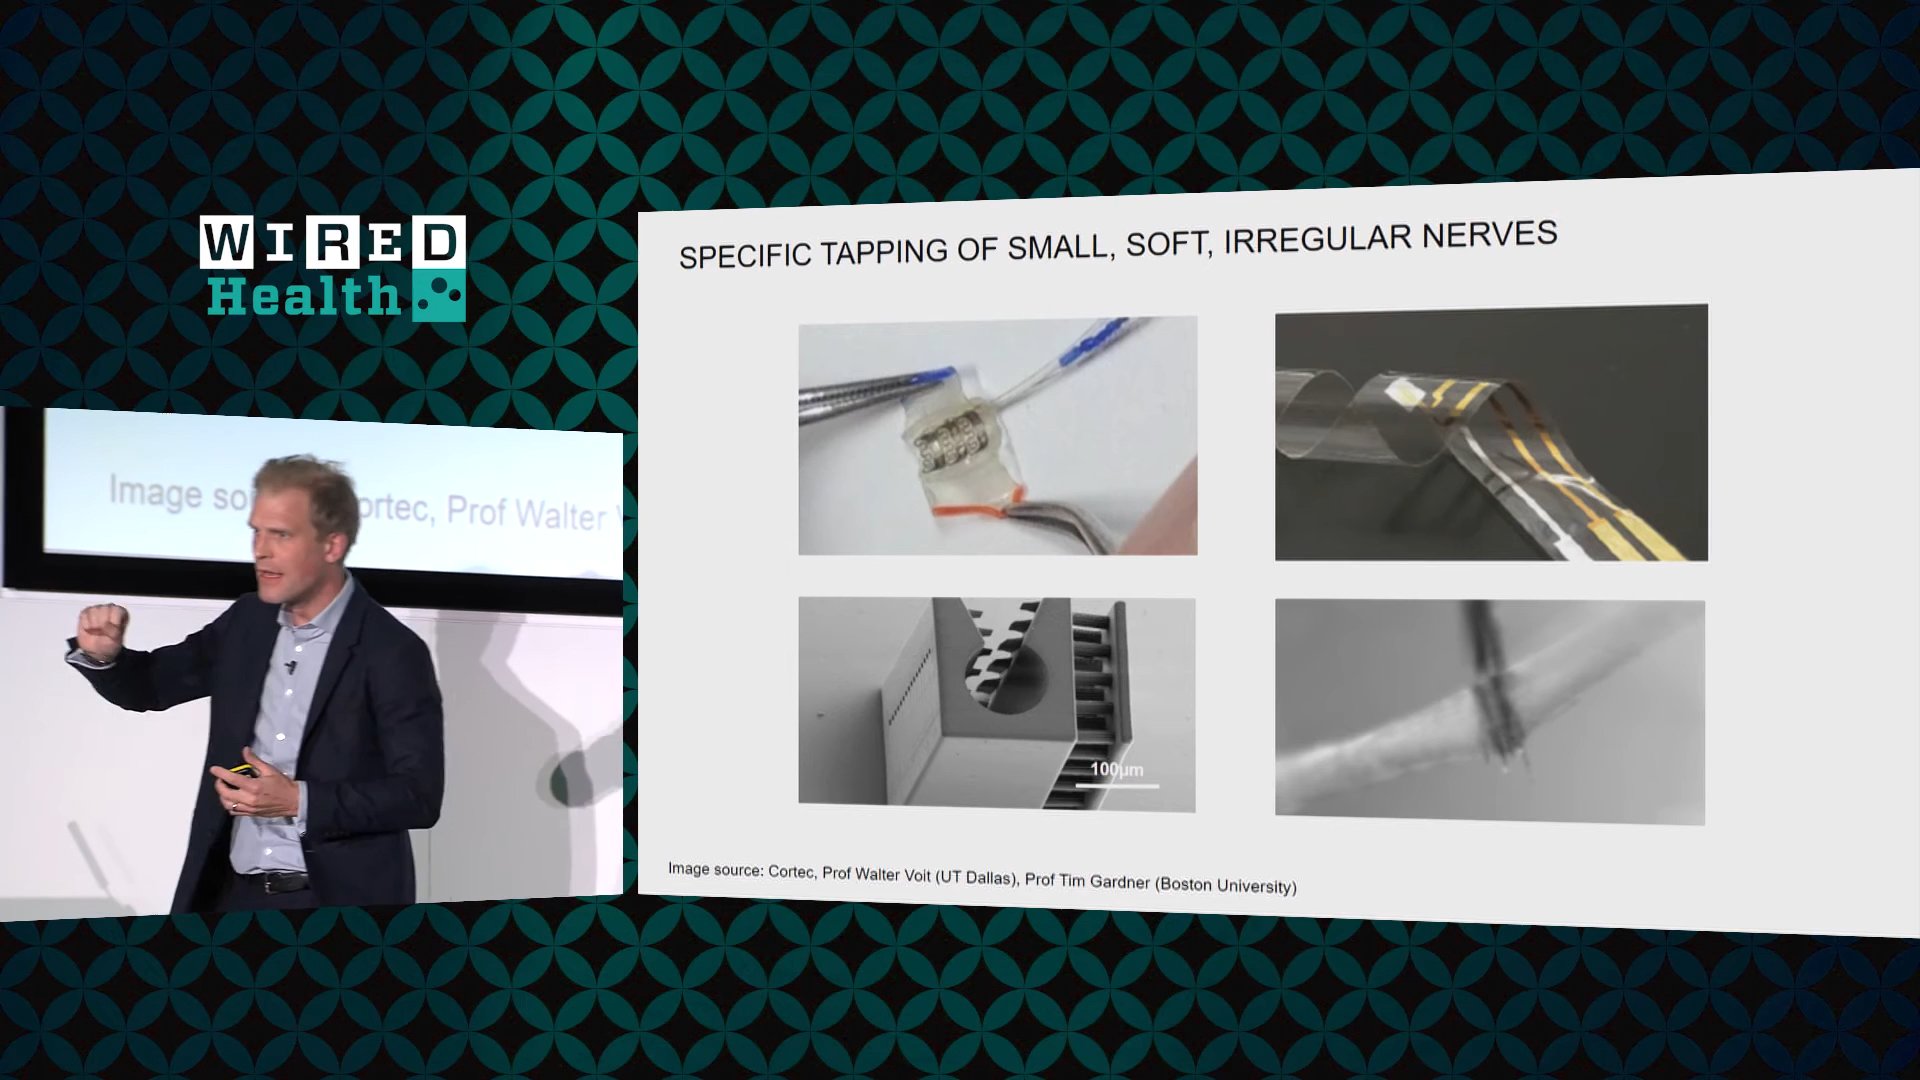 WIRED
Health
SPECIFIC TAPPING OF SMALL, SOFT, IRREGULAR NERVES
100µm
Image source: Cortec, Prof Walter Voit (UT Dallas), Prof Tim Gardner (Boston University)
Image so ortec, Prof Walter